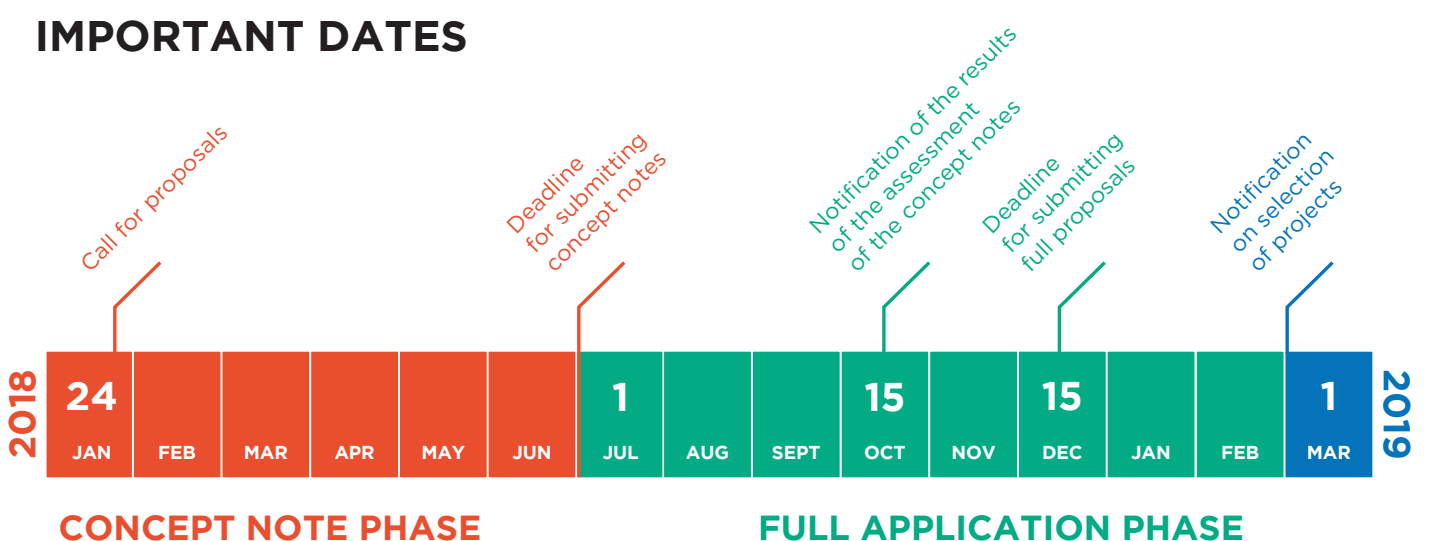 IMPORTANT DATES
Call for proposals
Deadline
for submitting
concept notes
Notification of the results
of the assessment
of the concept notes
Deadline
for submitting
full proposals
Notification
on selection
of projects
2018
24
1
15
15
1
2019
JAN FEB MAR APR MAY JUN JUL AUG SEPT OCT NOV DEC JAN FEB MAR
CONCEPT NOTE PHASE
FULL APPLICATION PHASE